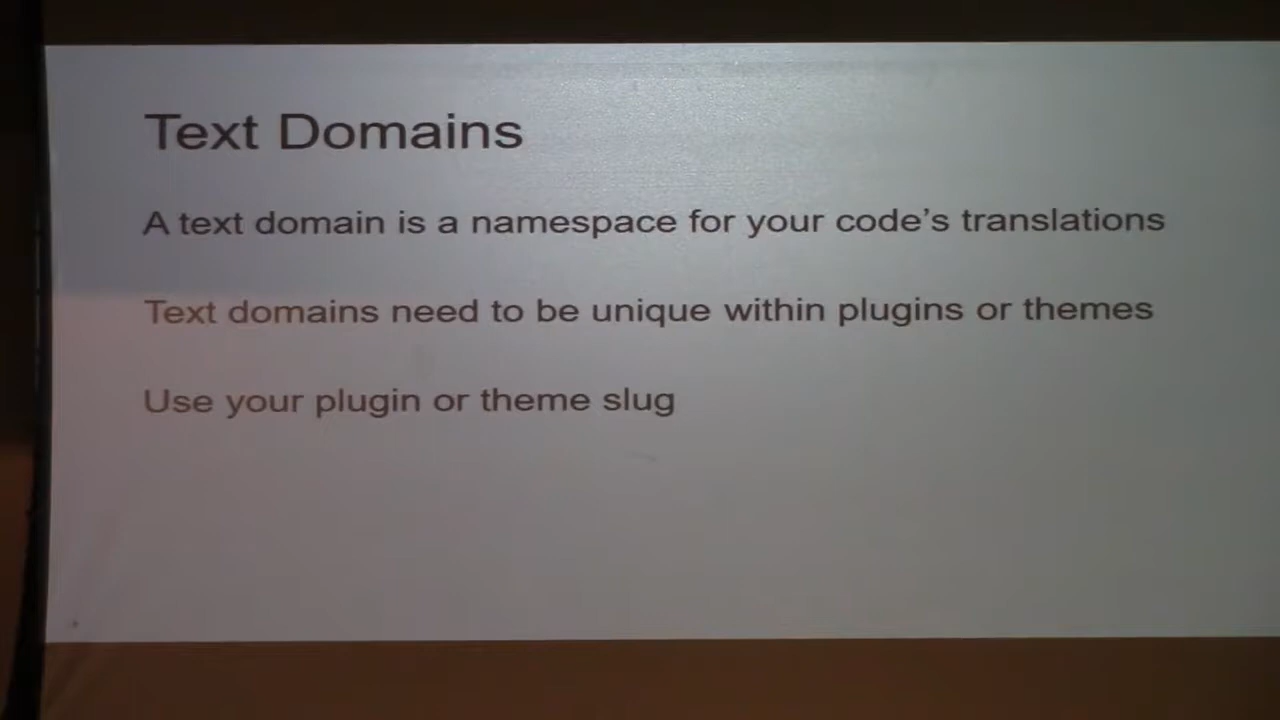 Text Domains
A text domain is a namespace for your code’s translations
Text domains need to be unique within plugins or themes
Use your plugin or theme slug